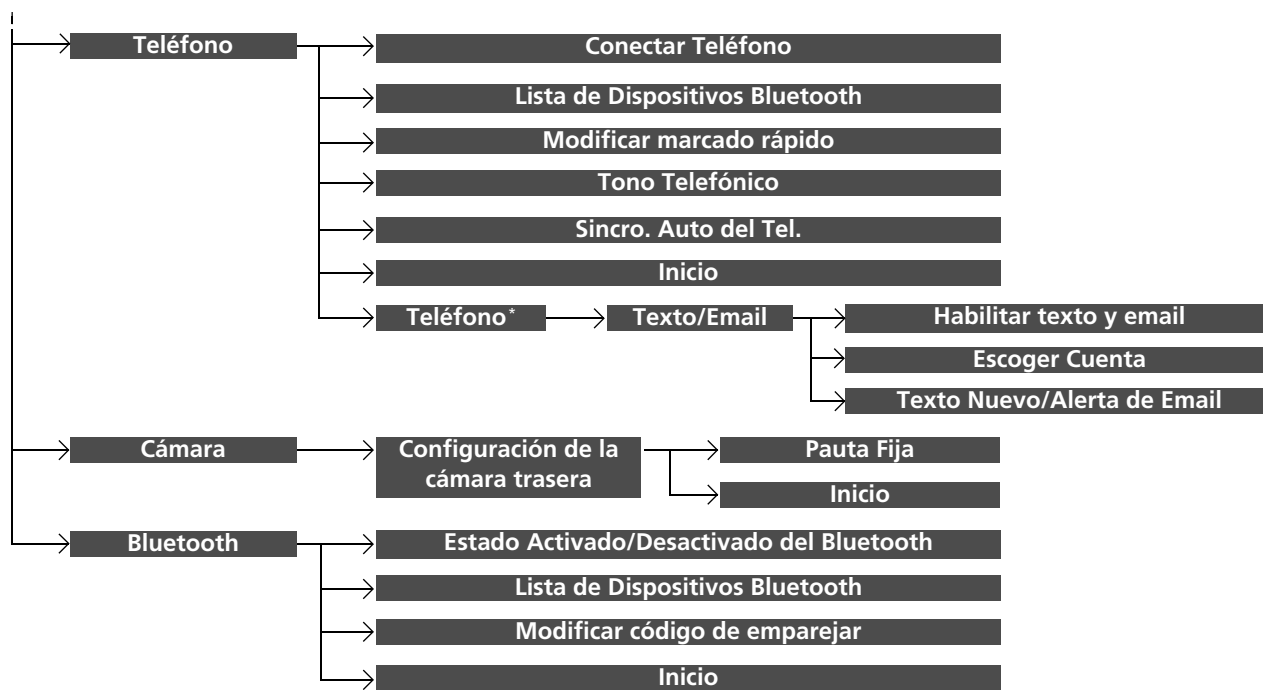 Teléfono
Conectar Teléfono
Lista de Dispositivos Bluetooth
Modificar marcado rápido
Tono Telefónico
Sincro. Auto del Tel.
Inicio
Teléfono*
Texto/Email
Habilitar texto y email
Escoger Cuenta
Texto Nuevo/Alerta de Email
Cámara
Configuración de la
cámara trasera
Pauta Fija
Inicio
Bluetooth
Estado Activado/Desactivado del Bluetooth
Lista de Dispositivos Bluetooth
Modificar código de emparejar
Inicio